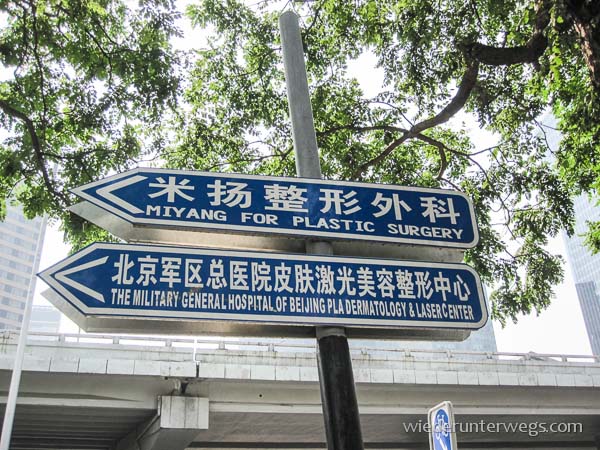 米扬整形外科
MIYANG FOR PLASTIC SURGERY
北京军区总医院皮肤激光美容整形中心
THE MILITARY GENERAL HOSPITAL OF BEIJING PLA DERMATOLOGY & LASER CENTER
wiederunterwegs.com